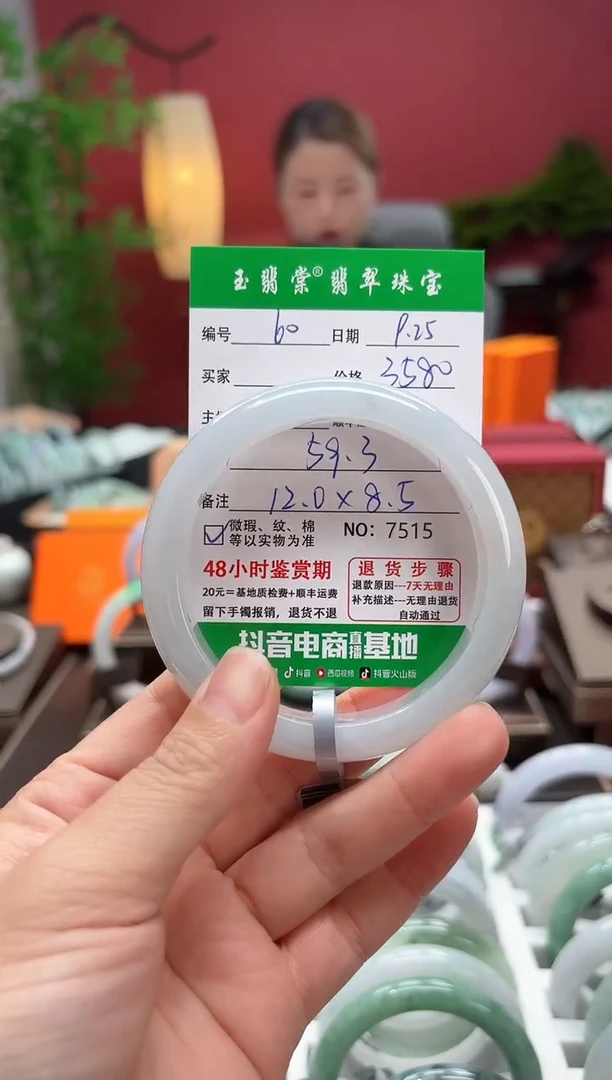 玉翡棠®翡翠珠宝
编号 60 日期 9.25
买家 价格 3580
59.3
备注 12.0×8.5
微瑕、纹、棉
等以实物为准
NO：7515
48小时鉴赏期
20元=基地质检费+顺丰运费
留下手镯报销，退货不退
退货步骤
退款原因---7天无理由
补充描述---无理由退货
自动通过
抖音电商直播基地
抖音 西瓜视频 抖音火山版